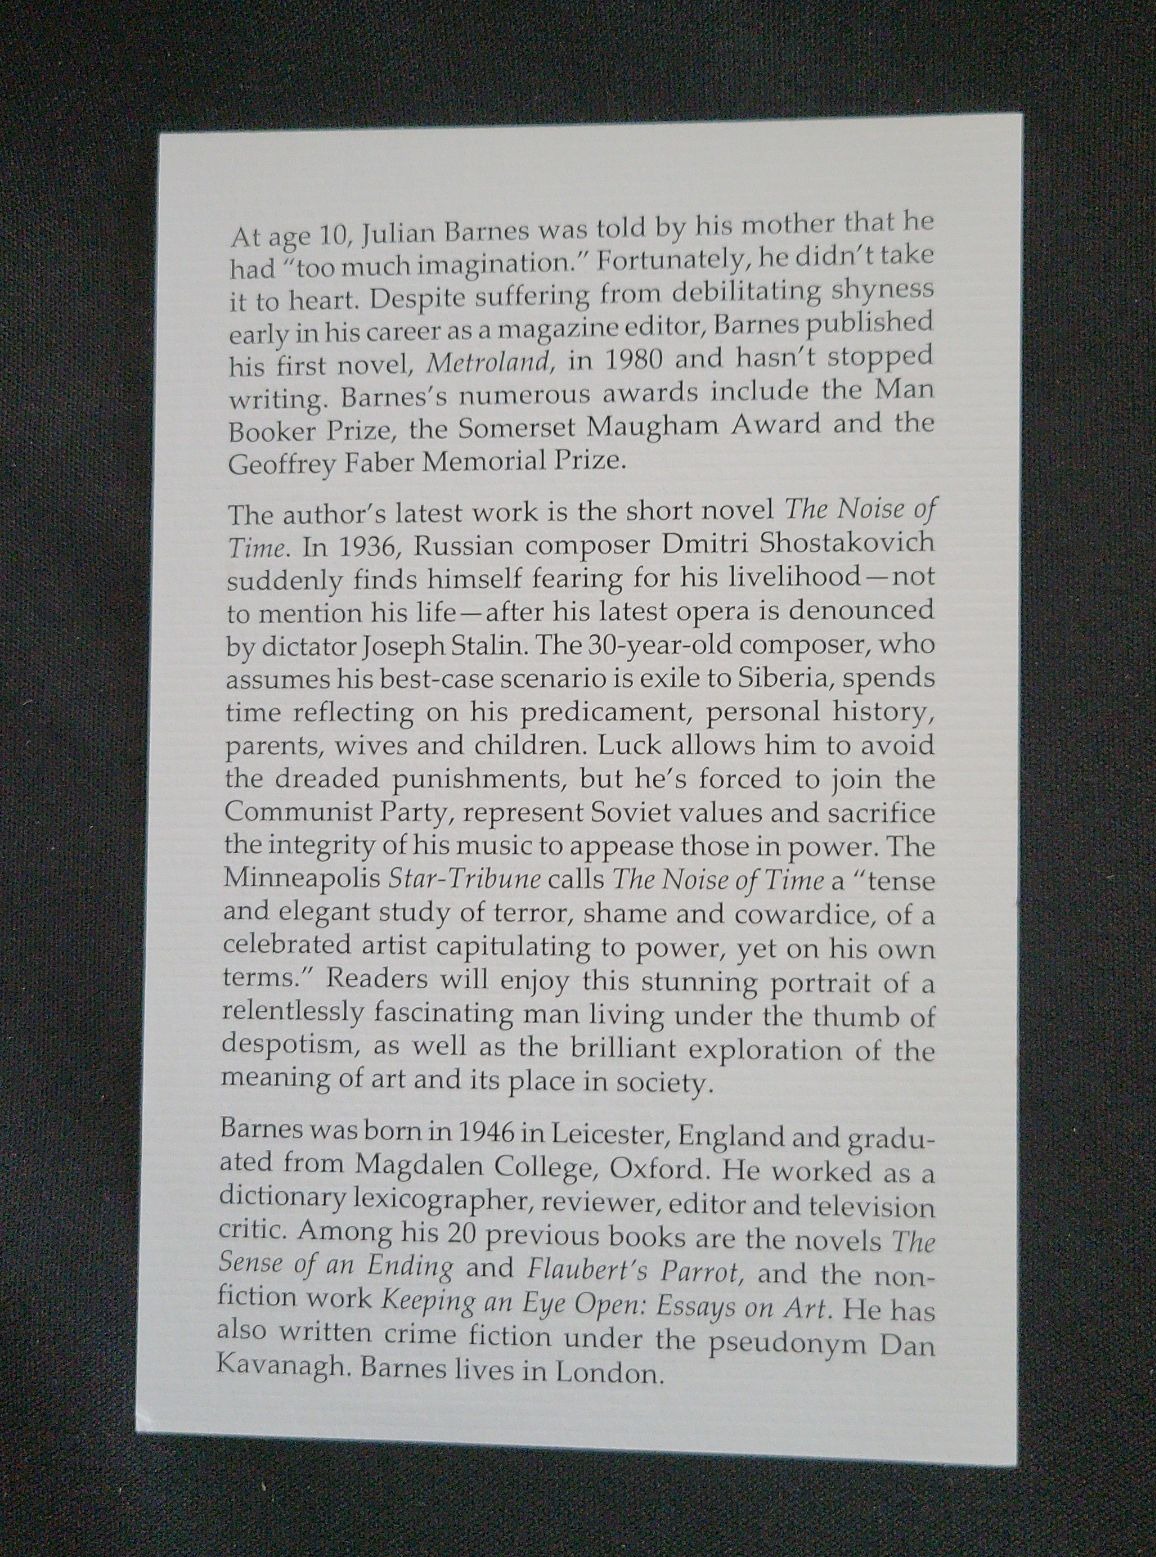 At age 10, Julian Barnes was told by his mother that he
had “too much imagination.” Fortunately, he didn’t take
it to heart. Despite suffering from debilitating shyness
early in his career as a magazine editor, Barnes published
his first novel, Metroland, in 1980 and hasn’t stopped
writing. Barnes’s numerous awards include the Man
Booker Prize, the Somerset Maugham Award and the
Geoffrey Faber Memorial Prize.
The author’s latest work is the short novel The Noise of
Time. In 1936, Russian composer Dmitri Shostakovich
suddenly finds himself fearing for his livelihood—not
to mention his life—after his latest opera is denounced
by dictator Joseph Stalin. The 30-year-old composer, who
assumes his best-case scenario is exile to Siberia, spends
time reflecting on his predicament, personal history,
parents, wives and children. Luck allows him to avoid
the dreaded punishments, but he’s forced to join the
Communist Party, represent Soviet values and sacrifice
the integrity of his music to appease those in power. The
Minneapolis Star-Tribune calls The Noise of Time a “tense
and elegant study of terror, shame and cowardice, of a
celebrated artist capitulating to power, yet on his own
terms.” Readers will enjoy this stunning portrait of a
relentlessly fascinating man living under the thumb of
despotism, as well as the brilliant exploration of the
meaning of art and its place in society.
Barnes was born in 1946 in Leicester, England and gradu-
ated from Magdalen College, Oxford. He worked as a
dictionary lexicographer, reviewer, editor and television
critic. Among his 20 previous books are the novels The
Sense of an Ending and Flaubert’s Parrot, and the non-
fiction work Keeping an Eye Open: Essays on Art. He has
also written crime fiction under the pseudonym Dan
Kavanagh. Barnes lives in London.